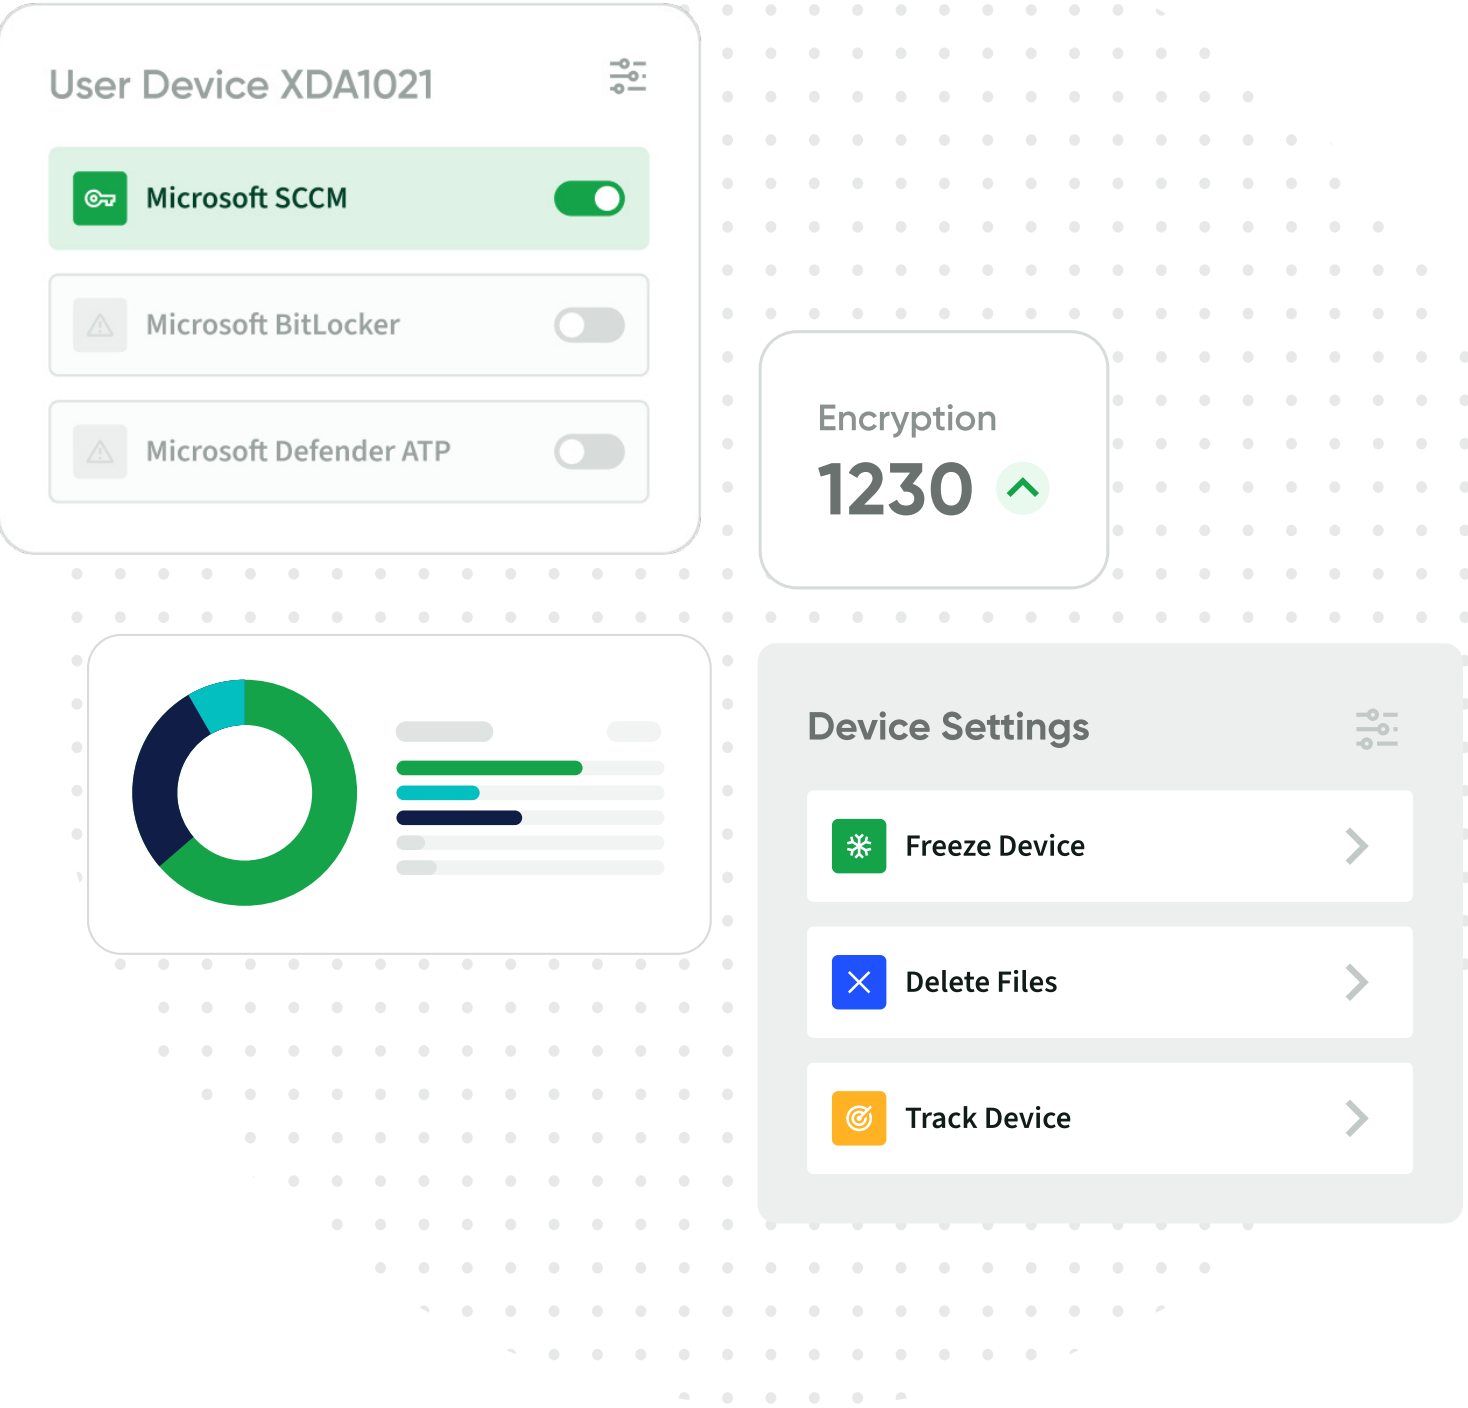 User Device XDA1021
Microsoft SCCM
Microsoft BitLocker
Microsoft Defender ATP
Encryption
1230
Device Settings
Freeze Device
Delete Files
Track Device